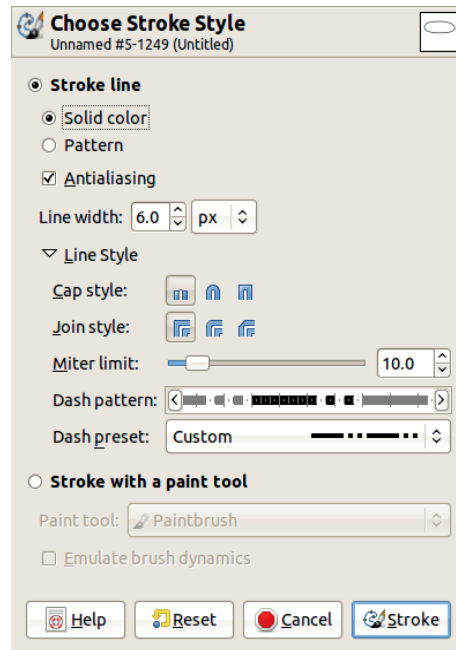 Choose Stroke Style
Unnamed #5-1249 (Untitled)
Stroke line
Solid color
Pattern
Antialiasing
Line width: 6.0 px
Line Style
Cap style:
Join style:
Miter limit: 10.0
Dash pattern:
Dash preset: Custom
Stroke with a paint tool
Paint tool: Paintbrush
Emulate brush dynamics
Help Reset Cancel Stroke